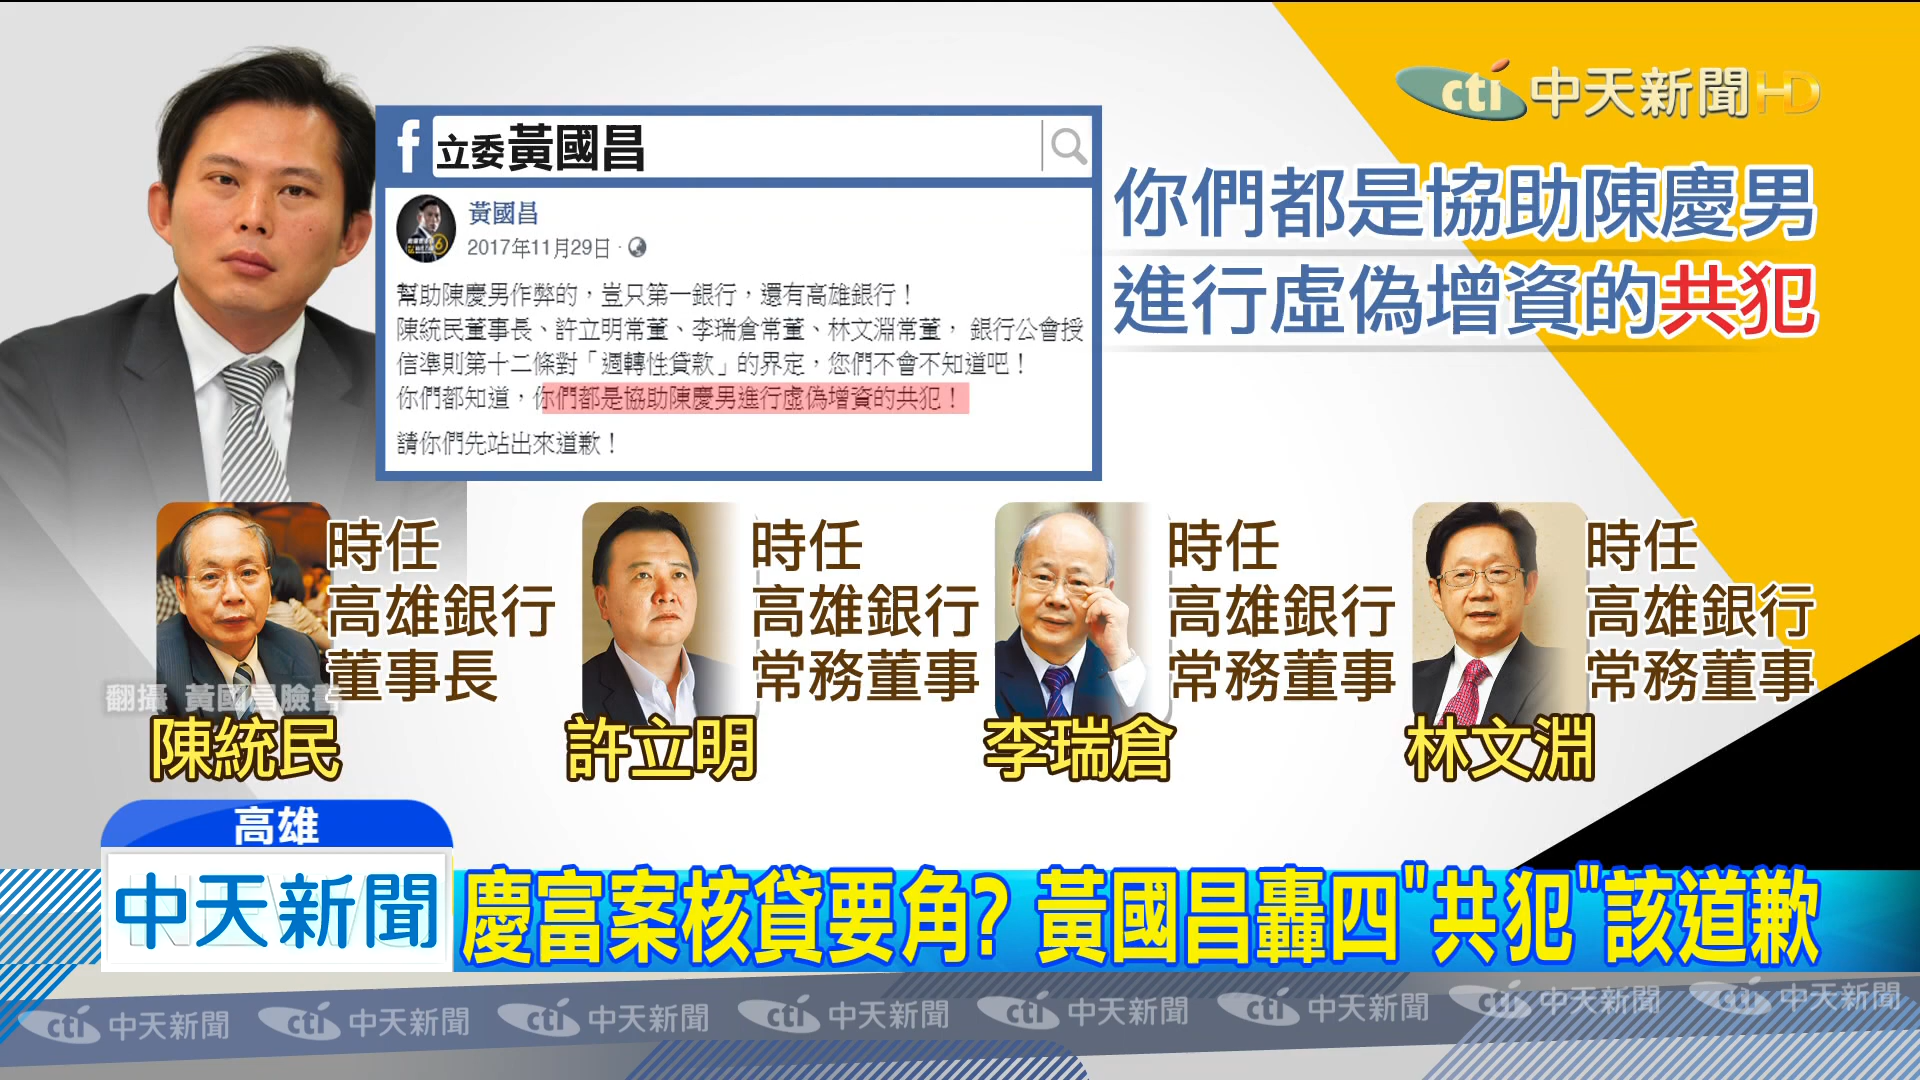 cti 中天新聞HD
立委黃國昌
黃國昌
2017年11月29日
幫助陳慶男作弊的，豈只第一銀行，還有高雄銀行！
陳統民董事長、許立明常董、李瑞倉常董、林文淵常董， 銀行公會授
信準則第十二條對「週轉性貸款」的界定，您們不會不知道吧！
你們都知道，你們都是協助陳慶男進行虛偽增資的共犯！
請你們先站出來道歉！
你們都是協助陳慶男
進行虛偽增資的共犯
時任
高雄銀行
董事長
陳統民
時任
高雄銀行
常務董事
許立明
時任
高雄銀行
常務董事
李瑞倉
時任
高雄銀行
常務董事
林文淵
翻攝 黃國昌臉書
高雄
中天新聞
慶富案核貸要角? 黃國昌轟四"共犯"該道歉
cti 中天新聞 cti 中天新聞 cti 中天新聞 cti 中天新聞 cti 中天新聞 cti 中天新聞 cti 中天新聞 cti 中天新聞